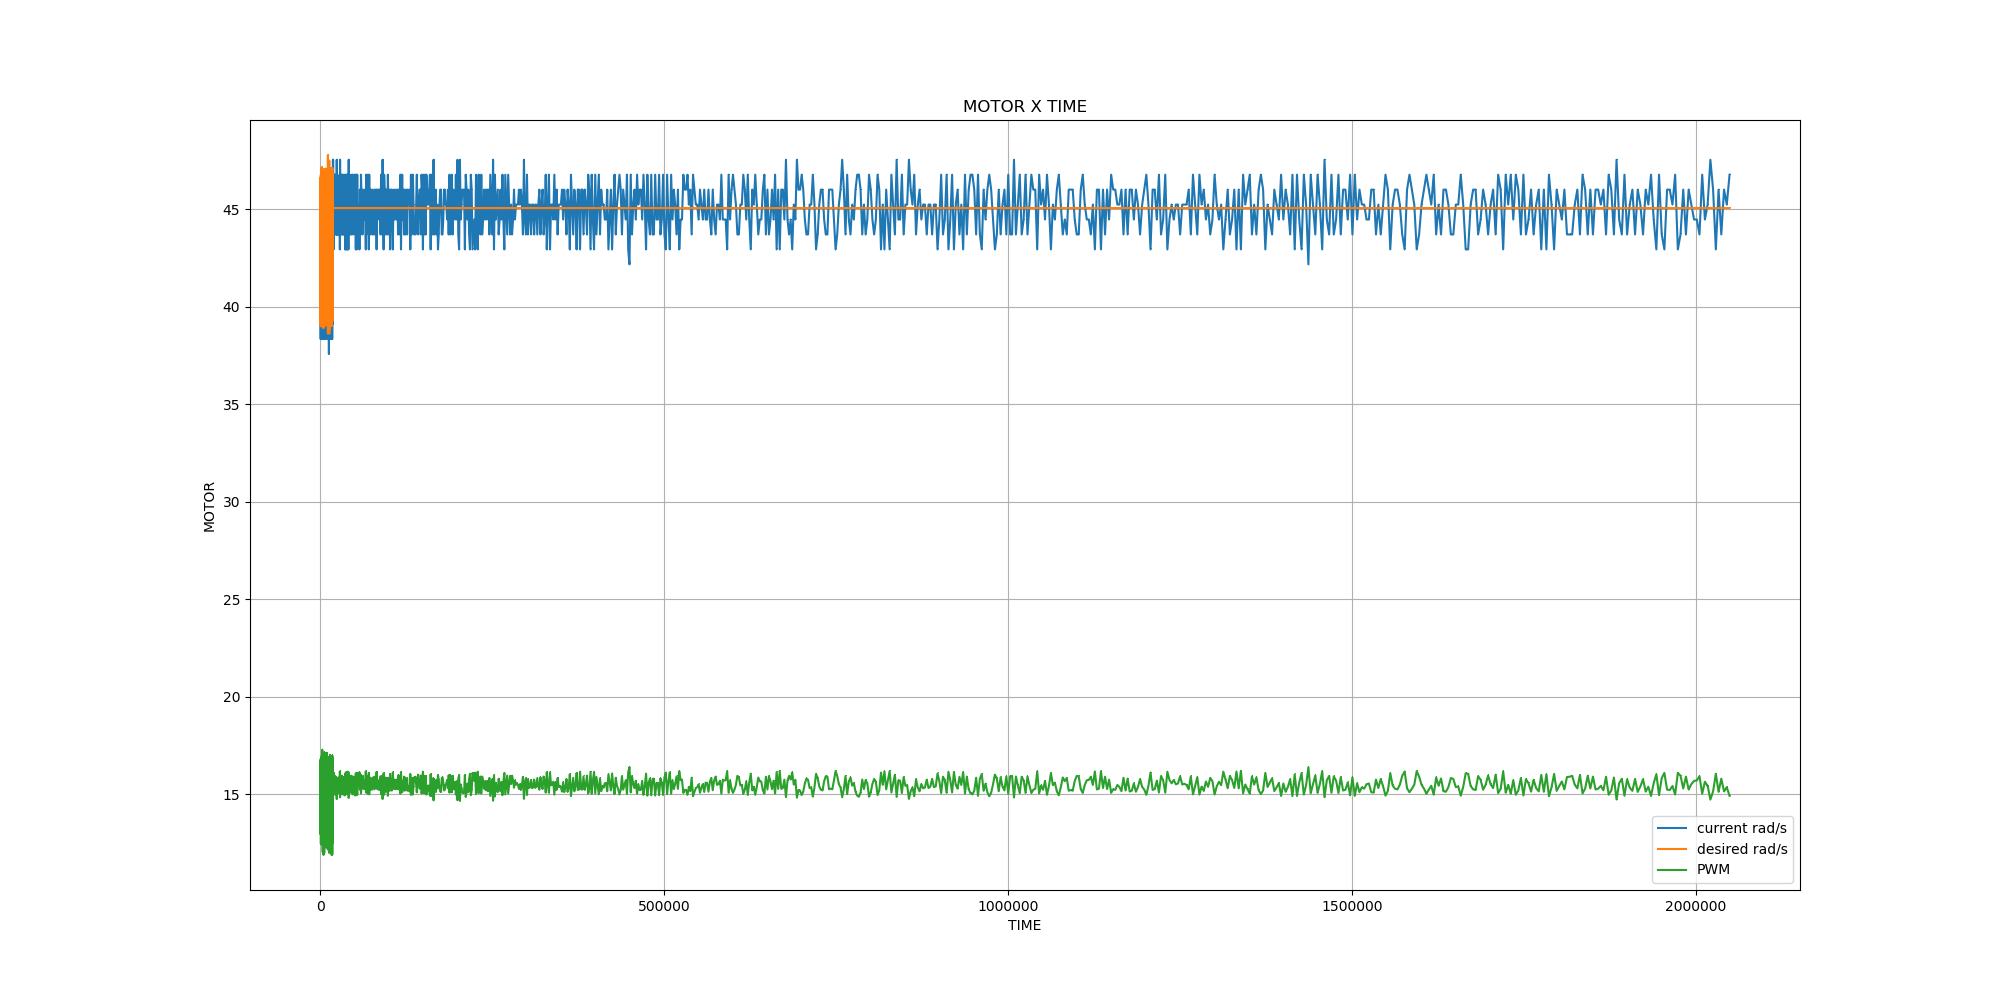 MOTOR X TIME
MOTOR
45
40
35
30
25
20
15
0
500000
1000000
1500000
2000000
TIME
current rad/s
desired rad/s
PWM